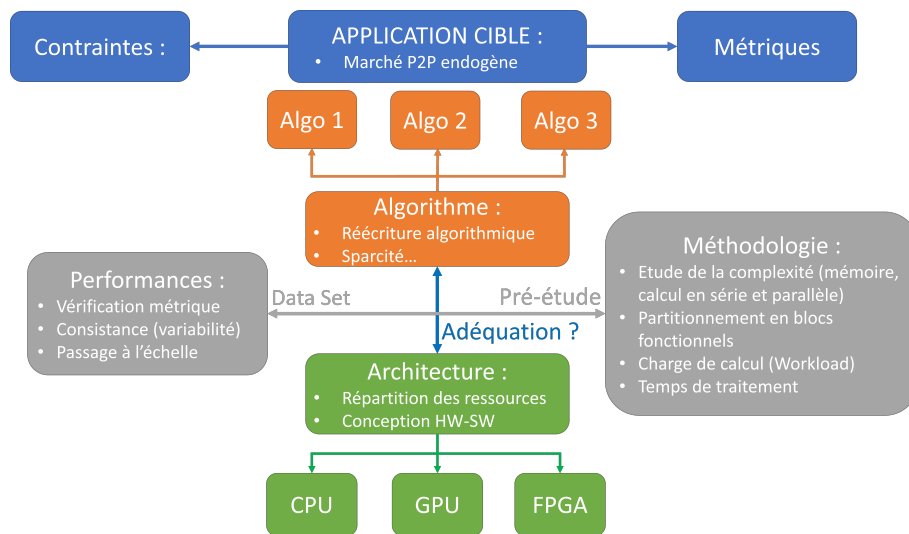 Contraintes :
APPLICATION CIBLE :
• Marché P2P endogène
Métriques
Algo 1
Algo 2
Algo 3
Algorithme :
• Réécriture algorithmique
• Sparcité…
Performances :
• Vérification métrique
• Consistance (variabilité)
• Passage à l'échelle
Data Set
Pré-étude
Adéquation ?
Méthodologie :
• Etude de la complexité (mémoire,
calcul en série et parallèle)
• Partitionnement en blocs
fonctionnels
• Charge de calcul (Workload)
• Temps de traitement
Architecture :
• Répartition des ressources
• Conception HW-SW
CPU
GPU
FPGA